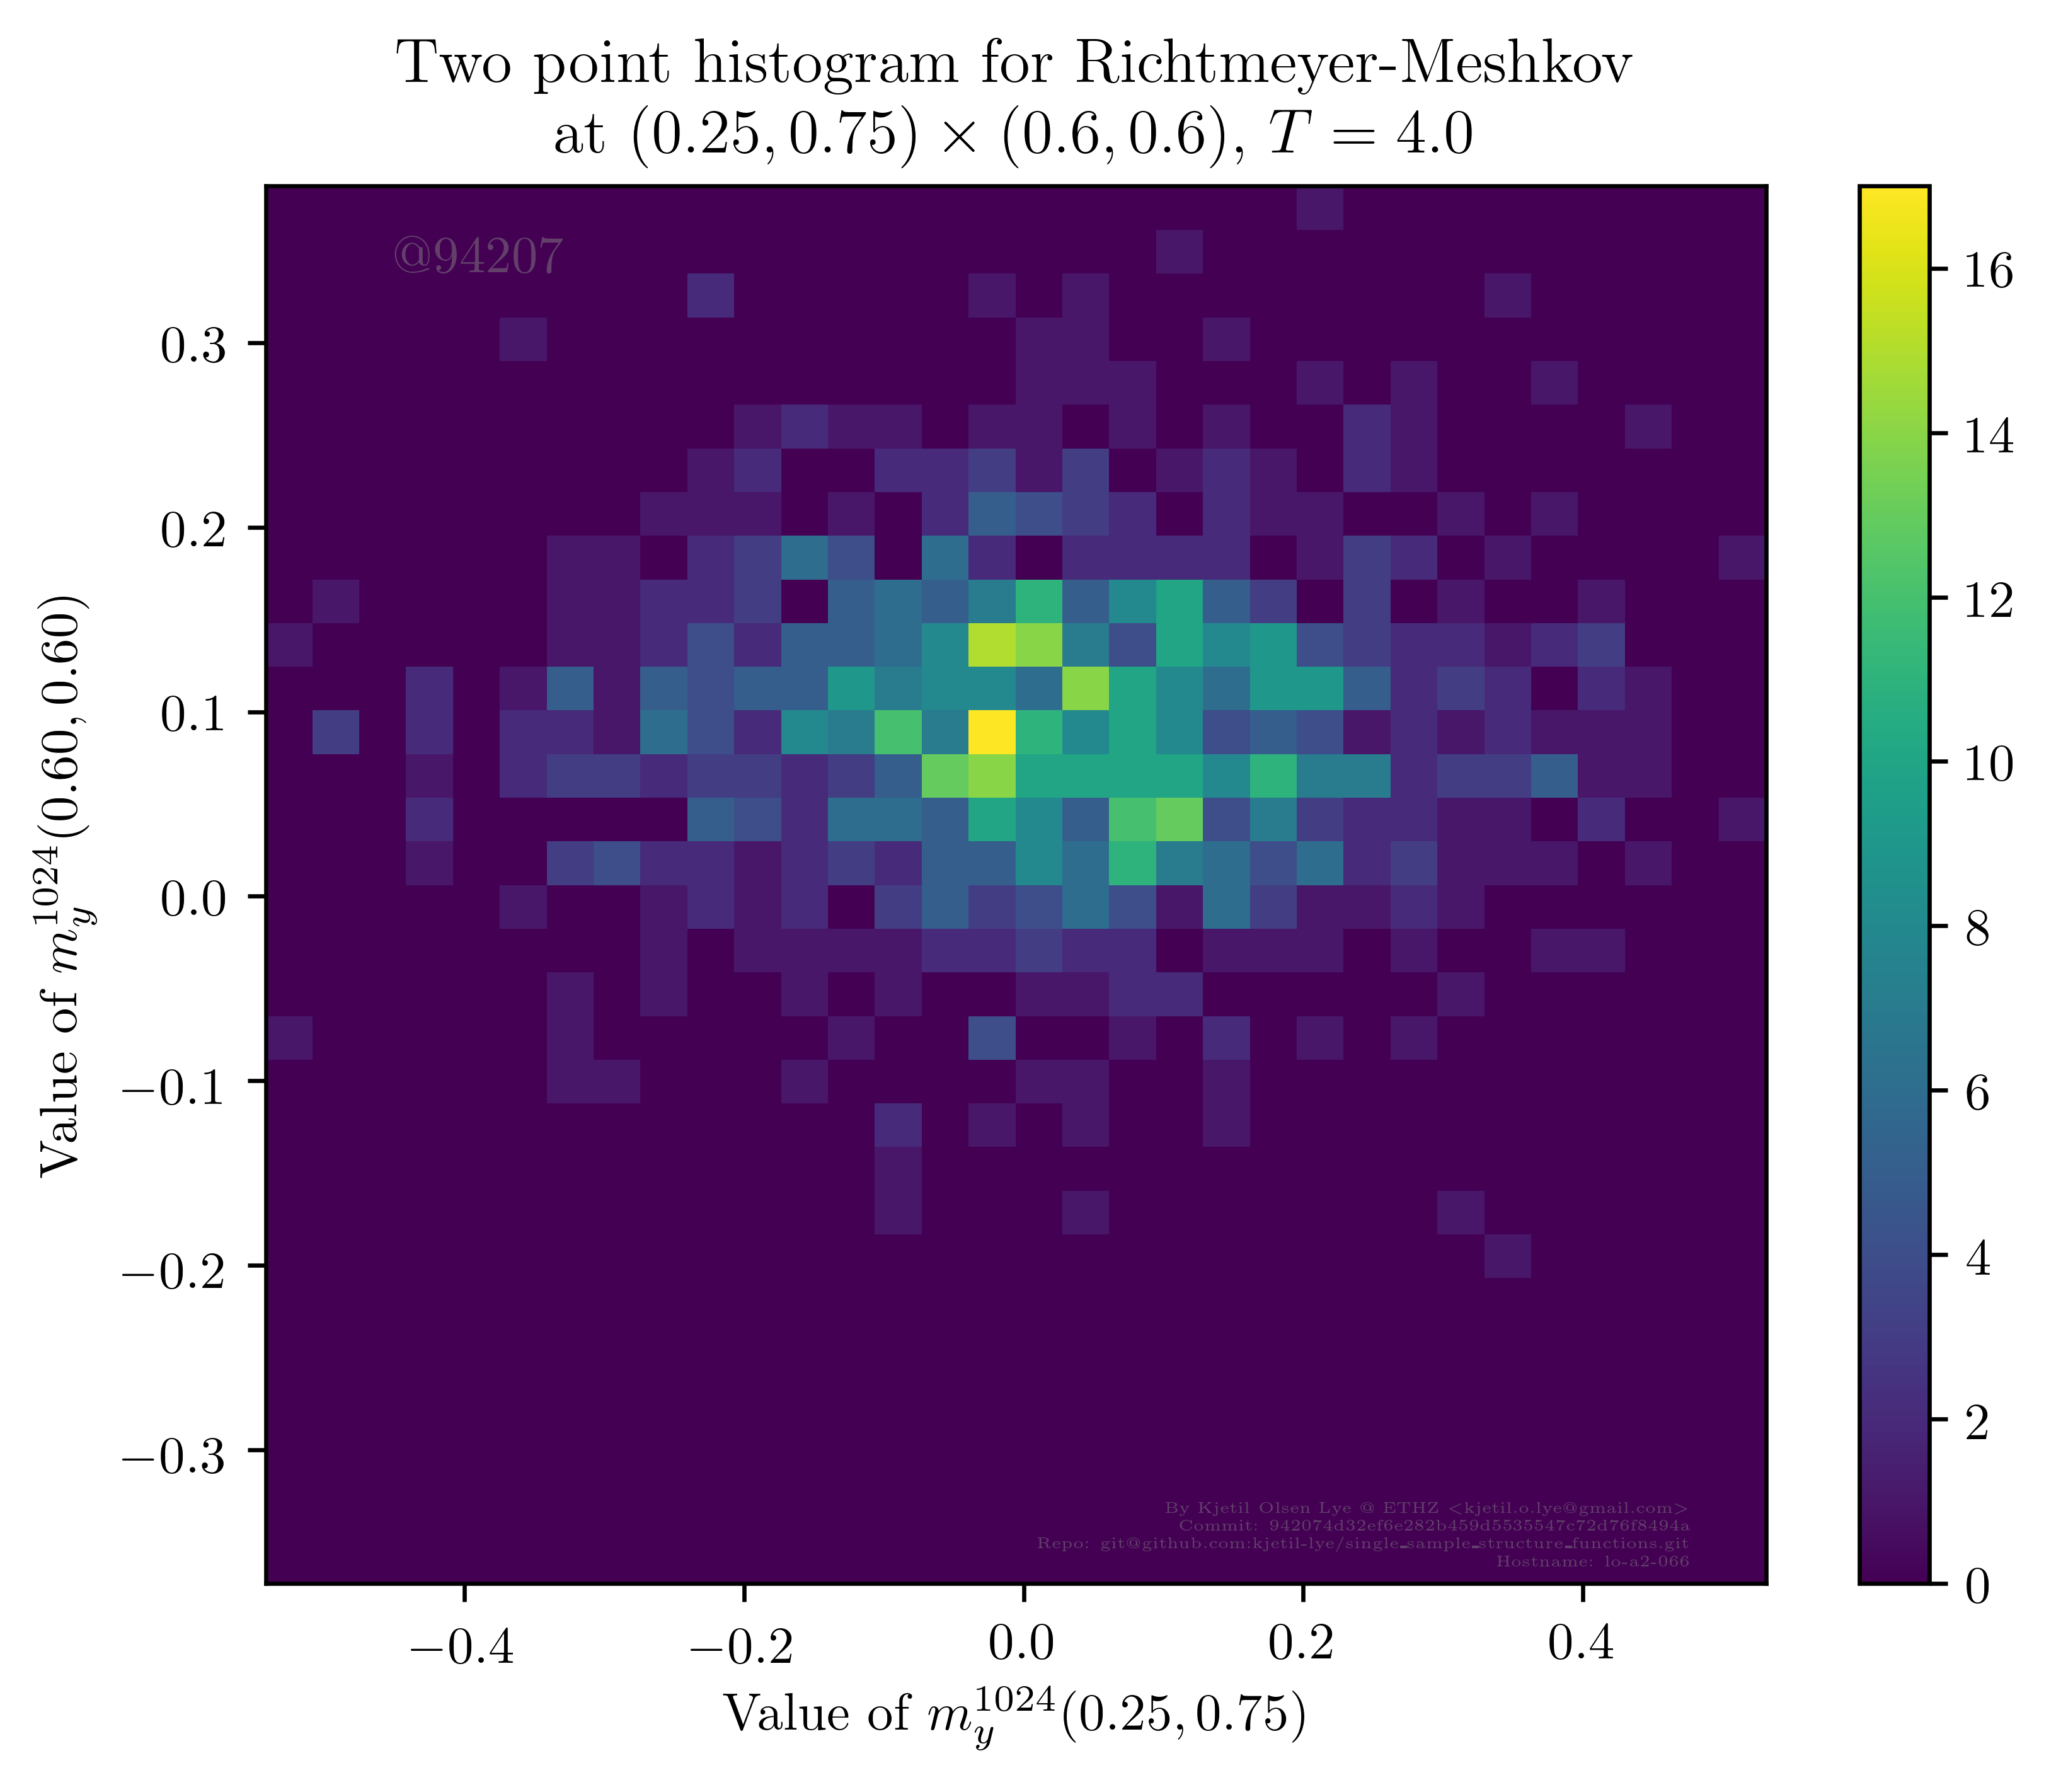 Two point histogram for Richtmeyer-Meshkov
at (0.25, 0.75) × (0.6, 0.6), T = 4.0
@94207
0.3
0.2
0.1
0.0
−0.1
−0.2
−0.3
Value of m_y^1024(0.60, 0.60)
−0.4 −0.2 0.0 0.2 0.4
Value of m_y^1024(0.25, 0.75)
16
14
12
10
8
6
4
2
0
By Kjetil Olsen Lye @ ETHZ <kjetil.o.lye@gmail.com>
Commit: 942074d32ef6e282b459d5535547c72d76f8494a
Repo: git@github.com:kjetil-lye/single_sample_structure_functions.git
Hostname: lo-a2-066